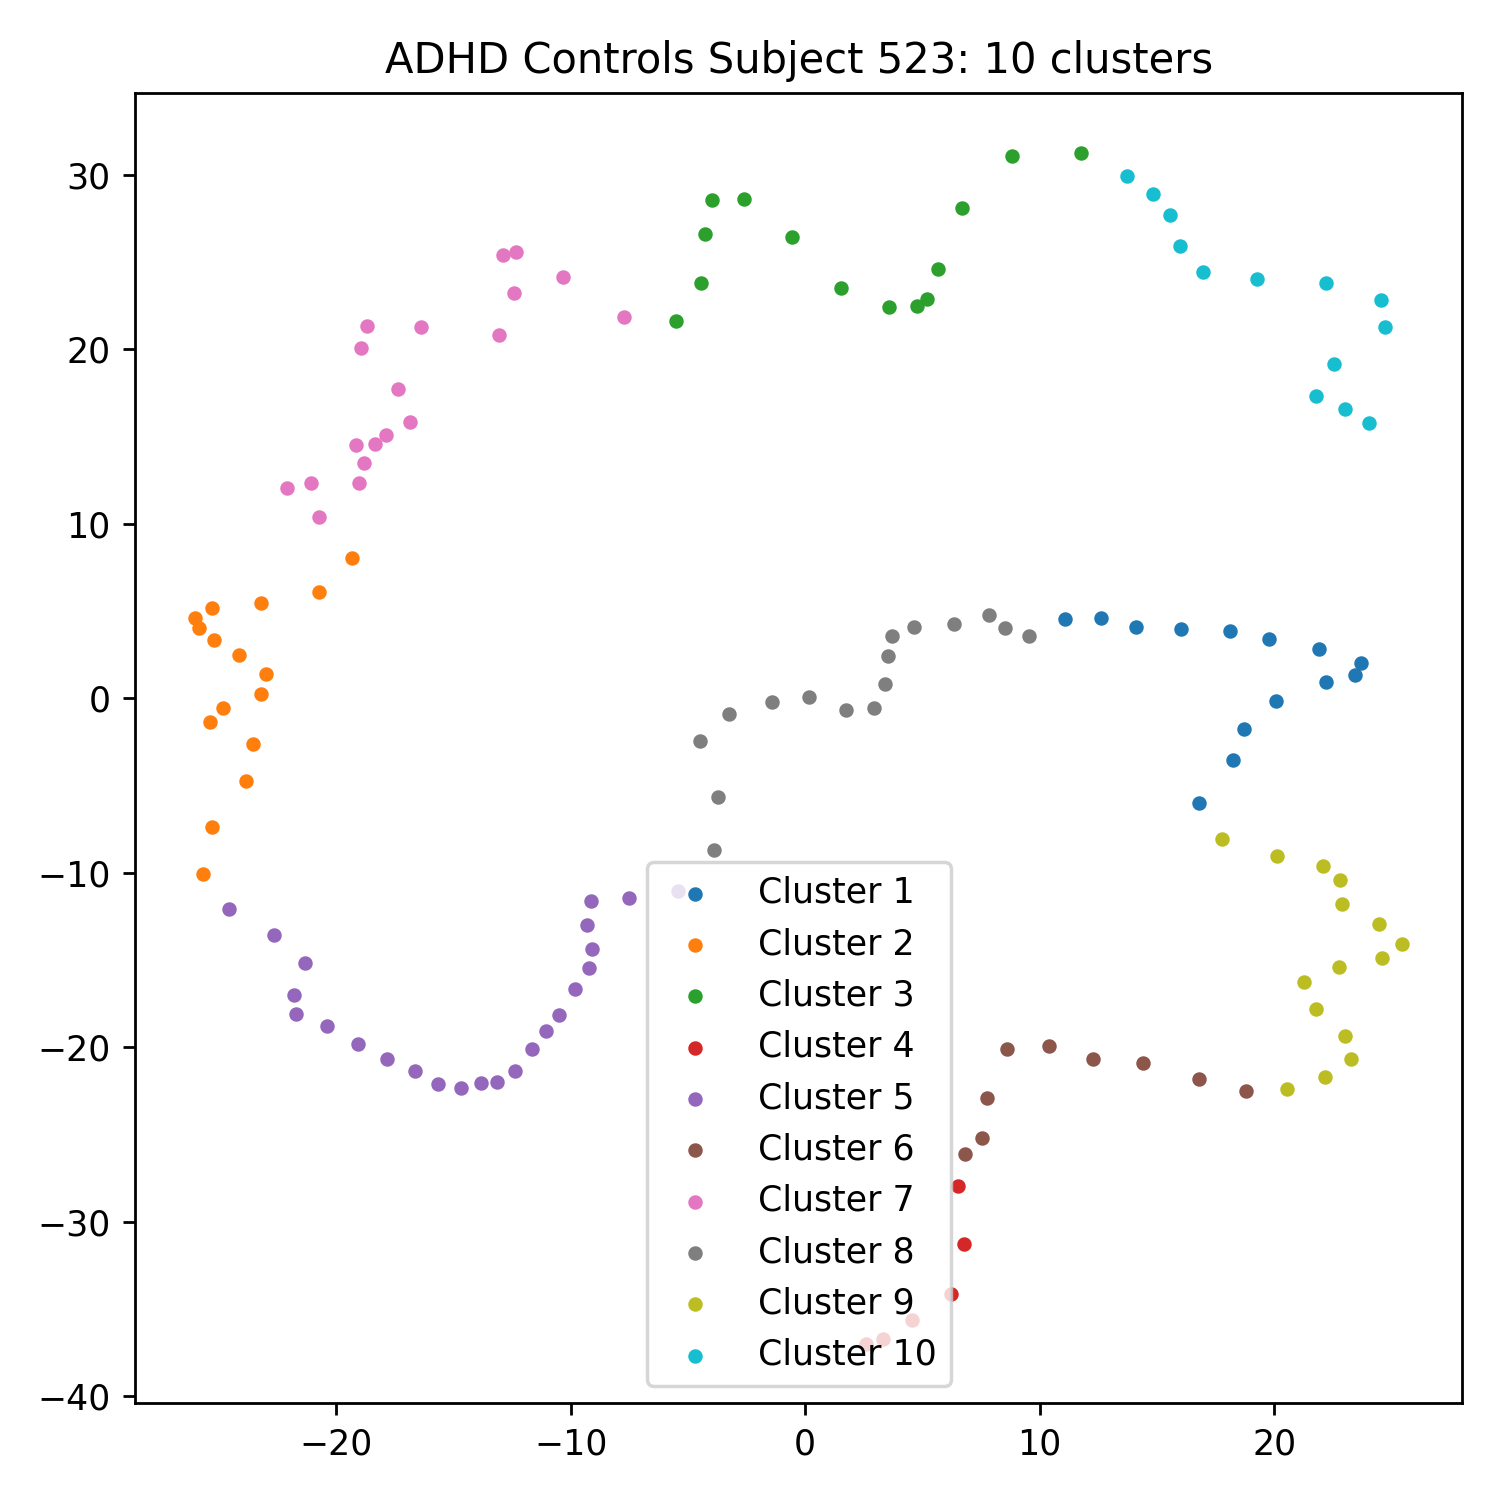 ADHD Controls Subject 523: 10 clusters
30
20
10
0
−10
−20
−30
−40
−20
−10
0
10
20
Cluster 1
Cluster 2
Cluster 3
Cluster 4
Cluster 5
Cluster 6
Cluster 7
Cluster 8
Cluster 9
Cluster 10